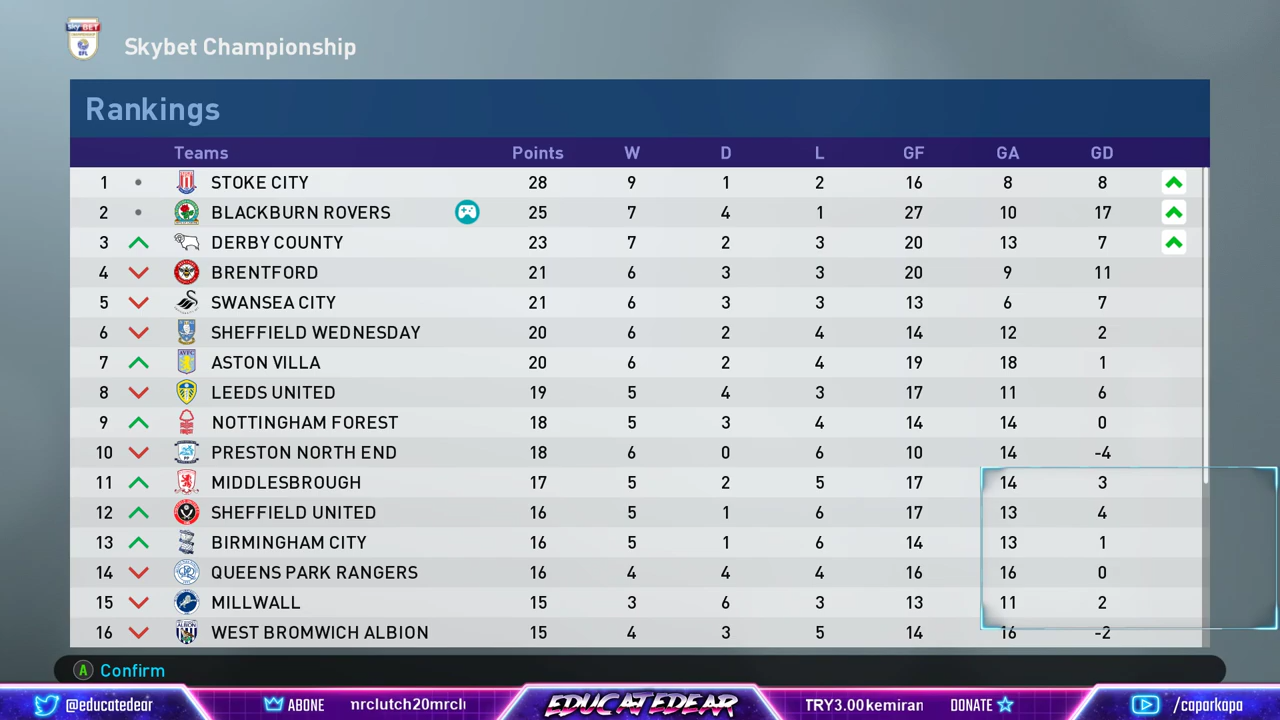 SKY BET
EFL
Skybet Championship
Rankings
Teams Points W D L GF GA GD
1 STOKE CITY 28 9 1 2 16 8 8
2 BLACKBURN ROVERS 25 7 4 1 27 10 17
3 DERBY COUNTY 23 7 2 3 20 13 7
4 BRENTFORD 21 6 3 3 20 9 11
5 SWANSEA CITY 21 6 3 3 13 6 7
6 SHEFFIELD WEDNESDAY 20 6 2 4 14 12 2
7 ASTON VILLA 20 6 2 4 19 18 1
8 LEEDS UNITED 19 5 4 3 17 11 6
9 NOTTINGHAM FOREST 18 5 3 4 14 14 0
10 PRESTON NORTH END 18 6 0 6 10 14 -4
11 MIDDLESBROUGH 17 5 2 5 17 14 3
12 SHEFFIELD UNITED 16 5 1 6 17 13 4
13 BIRMINGHAM CITY 16 5 1 6 14 13 1
14 QUEENS PARK RANGERS 16 4 4 4 16 16 0
15 MILLWALL 15 3 6 3 13 11 2
16 WEST BROMWICH ALBION 15 4 3 5 14 16 -2
A Confirm
@educatedear ABONE nrclutch20mrclu EDUCATEDEAR TRY3.00kemiran DONATE /caparkapa